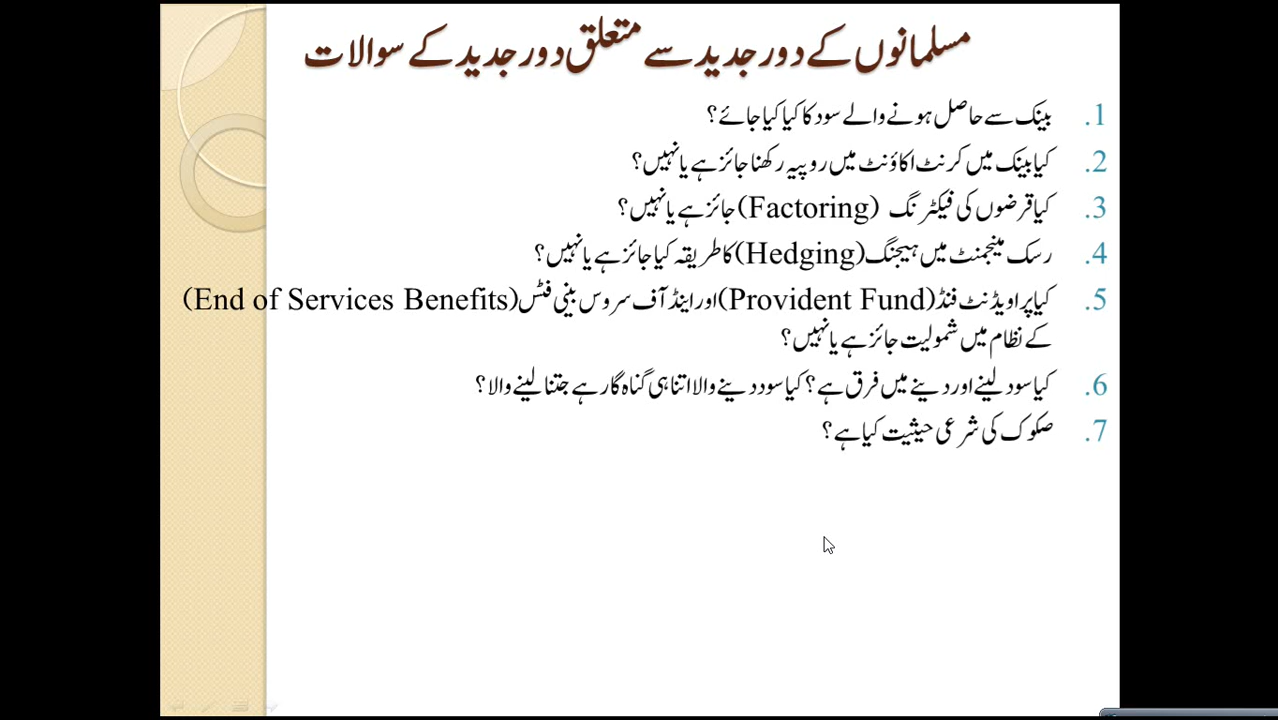 مسلمانوں کے دور جدید سے متعلق دور جدید کے سوالات
1. بینک سے حاصل ہونے والے سود کا کیا کیا جائے؟
2. کیا بینک میں کرنٹ اکاؤنٹ میں روپیہ رکھنا جائز ہے یا نہیں؟
3. کیا قرضوں کی فیکٹرنگ (Factoring) جائز ہے یا نہیں؟
4. رسک مینجمنٹ میں ہیجنگ (Hedging) کا طریقہ کیا جائز ہے یا نہیں؟
5. کیا پراویڈنٹ فنڈ (Provident Fund) اور اینڈ آف سروس بینی فٹس (End of Services Benefits)
کے نظام میں شمولیت جائز ہے یا نہیں؟
6. کیا سود لینے اور دینے میں فرق ہے؟ کیا سود دینے والا اتنا ہی گناہ گار ہے جتنا لینے والا؟
7. صکوک کی شرعی حیثیت کیا ہے؟